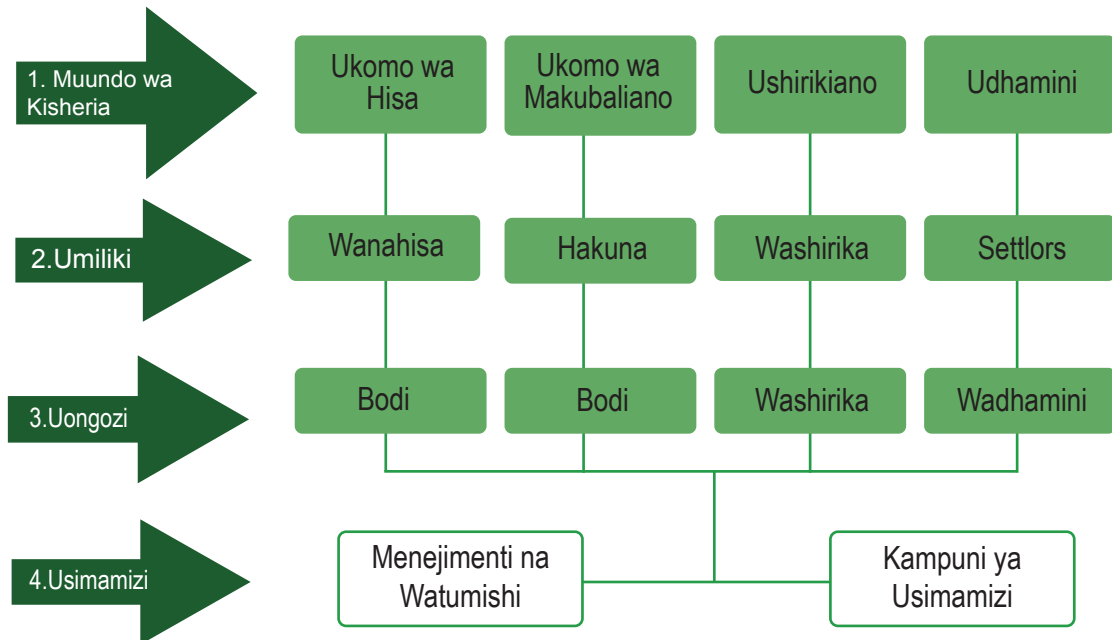 1. Muundo wa
Kisheria
Ukomo wa
Hisa
Ukomo wa
Makubaliano
Ushirikiano
Udhamini
2.Umiliki
Wanahisa
Hakuna
Washirika
Settlors
3.Uongozi
Bodi
Bodi
Washirika
Wadhamini
4.Usimamizi
Menejimenti na
Watumishi
Kampuni ya
Usimamizi